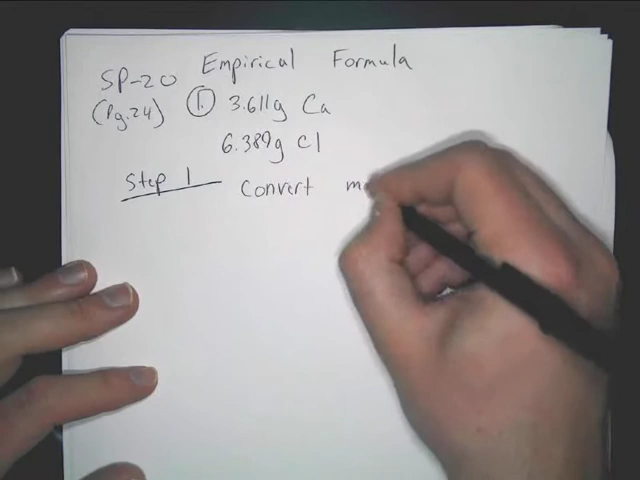 Empirical Formula
SP-20
(Pg.24) 1. 3.611g Ca
6.389g Cl
Step 1 Convert m